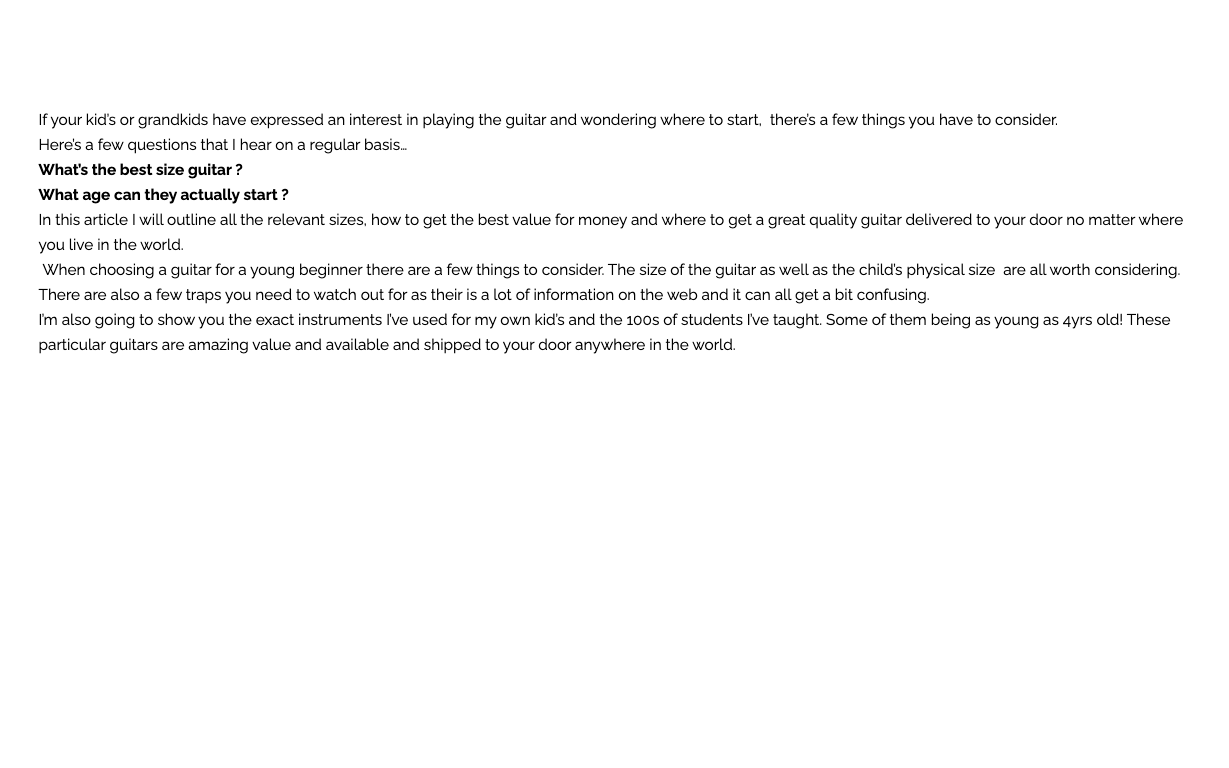 If your kid's or grandkids have expressed an interest in playing the guitar and wondering where to start,  there's a few things you have to consider.
Here's a few questions that I hear on a regular basis…
What's the best size guitar ?
What age can they actually start ?
In this article I will outline all the relevant sizes, how to get the best value for money and where to get a great quality guitar delivered to your door no matter where
you live in the world.
When choosing a guitar for a young beginner there are a few things to consider. The size of the guitar as well as the child's physical size  are all worth considering.
There are also a few traps you need to watch out for as their is a lot of information on the web and it can all get a bit confusing.
I'm also going to show you the exact instruments I've used for my own kid's and the 100s of students I've taught. Some of them being as young as 4yrs old! These
particular guitars are amazing value and available and shipped to your door anywhere in the world.